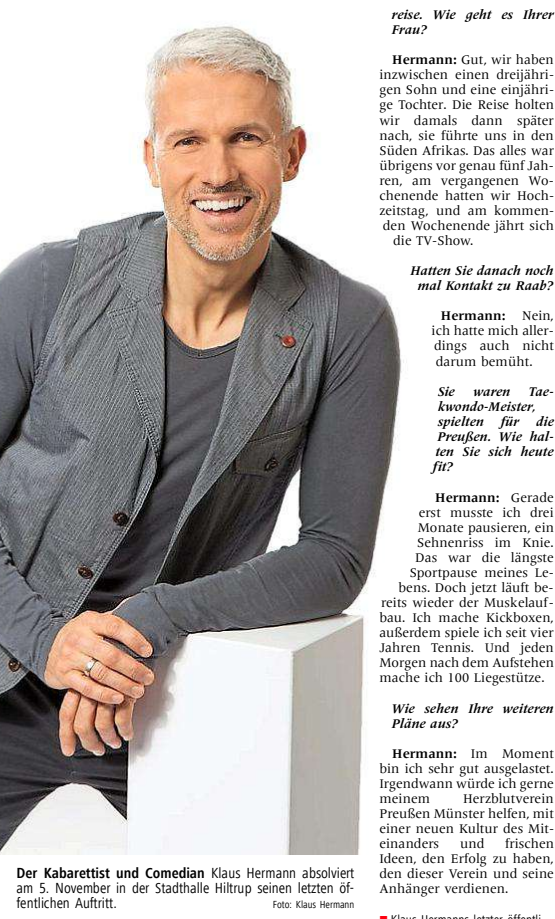 reise. Wie geht es Ihrer
Frau?
Hermann: Gut, wir haben
inzwischen einen dreijähri-
gen Sohn und eine einjähri-
ge Tochter. Die Reise holten
wir damals dann später
nach, sie führte uns in den
Süden Afrikas. Das alles war
übrigens vor genau fünf Jah-
ren, am vergangenen Wo-
chenende hatten wir Hoch-
zeitstag, und am kommen-
den Wochenende jährt sich
die TV-Show.
Hatten Sie danach noch
mal Kontakt zu Raab?
Hermann: Nein,
ich hatte mich aller-
dings auch nicht
darum bemüht.
Sie waren Tae-
kwondo-Meister,
spielten für die
Preußen. Wie hal-
ten Sie sich heute
fit?
Hermann: Gerade
erst musste ich drei
Monate pausieren, ein
Sehnenriss im Knie.
Das war die längste
Sportpause meines Le-
bens. Doch jetzt läuft be-
reits wieder der Muskelauf-
bau. Ich mache Kickboxen,
außerdem spiele ich seit vier
Jahren Tennis. Und jeden
Morgen nach dem Aufstehen
mache ich 100 Liegestütze.
Wie sehen Ihre weiteren
Pläne aus?
Hermann: Im Moment
bin ich sehr gut ausgelastet.
Irgendwann würde ich gerne
meinem Herzblutverein
Preußen Münster helfen, mit
einer neuen Kultur des Mit-
einanders und frischen
Ideen, den Erfolg zu haben,
den dieser Verein und seine
Anhänger verdienen.
Klaus Hermanns letzter öffentli-
Der Kabarettist und Comedian Klaus Hermann absolviert
am 5. November in der Stadthalle Hiltrup seinen letzten öf-
fentlichen Auftritt. Foto: Klaus Hermann